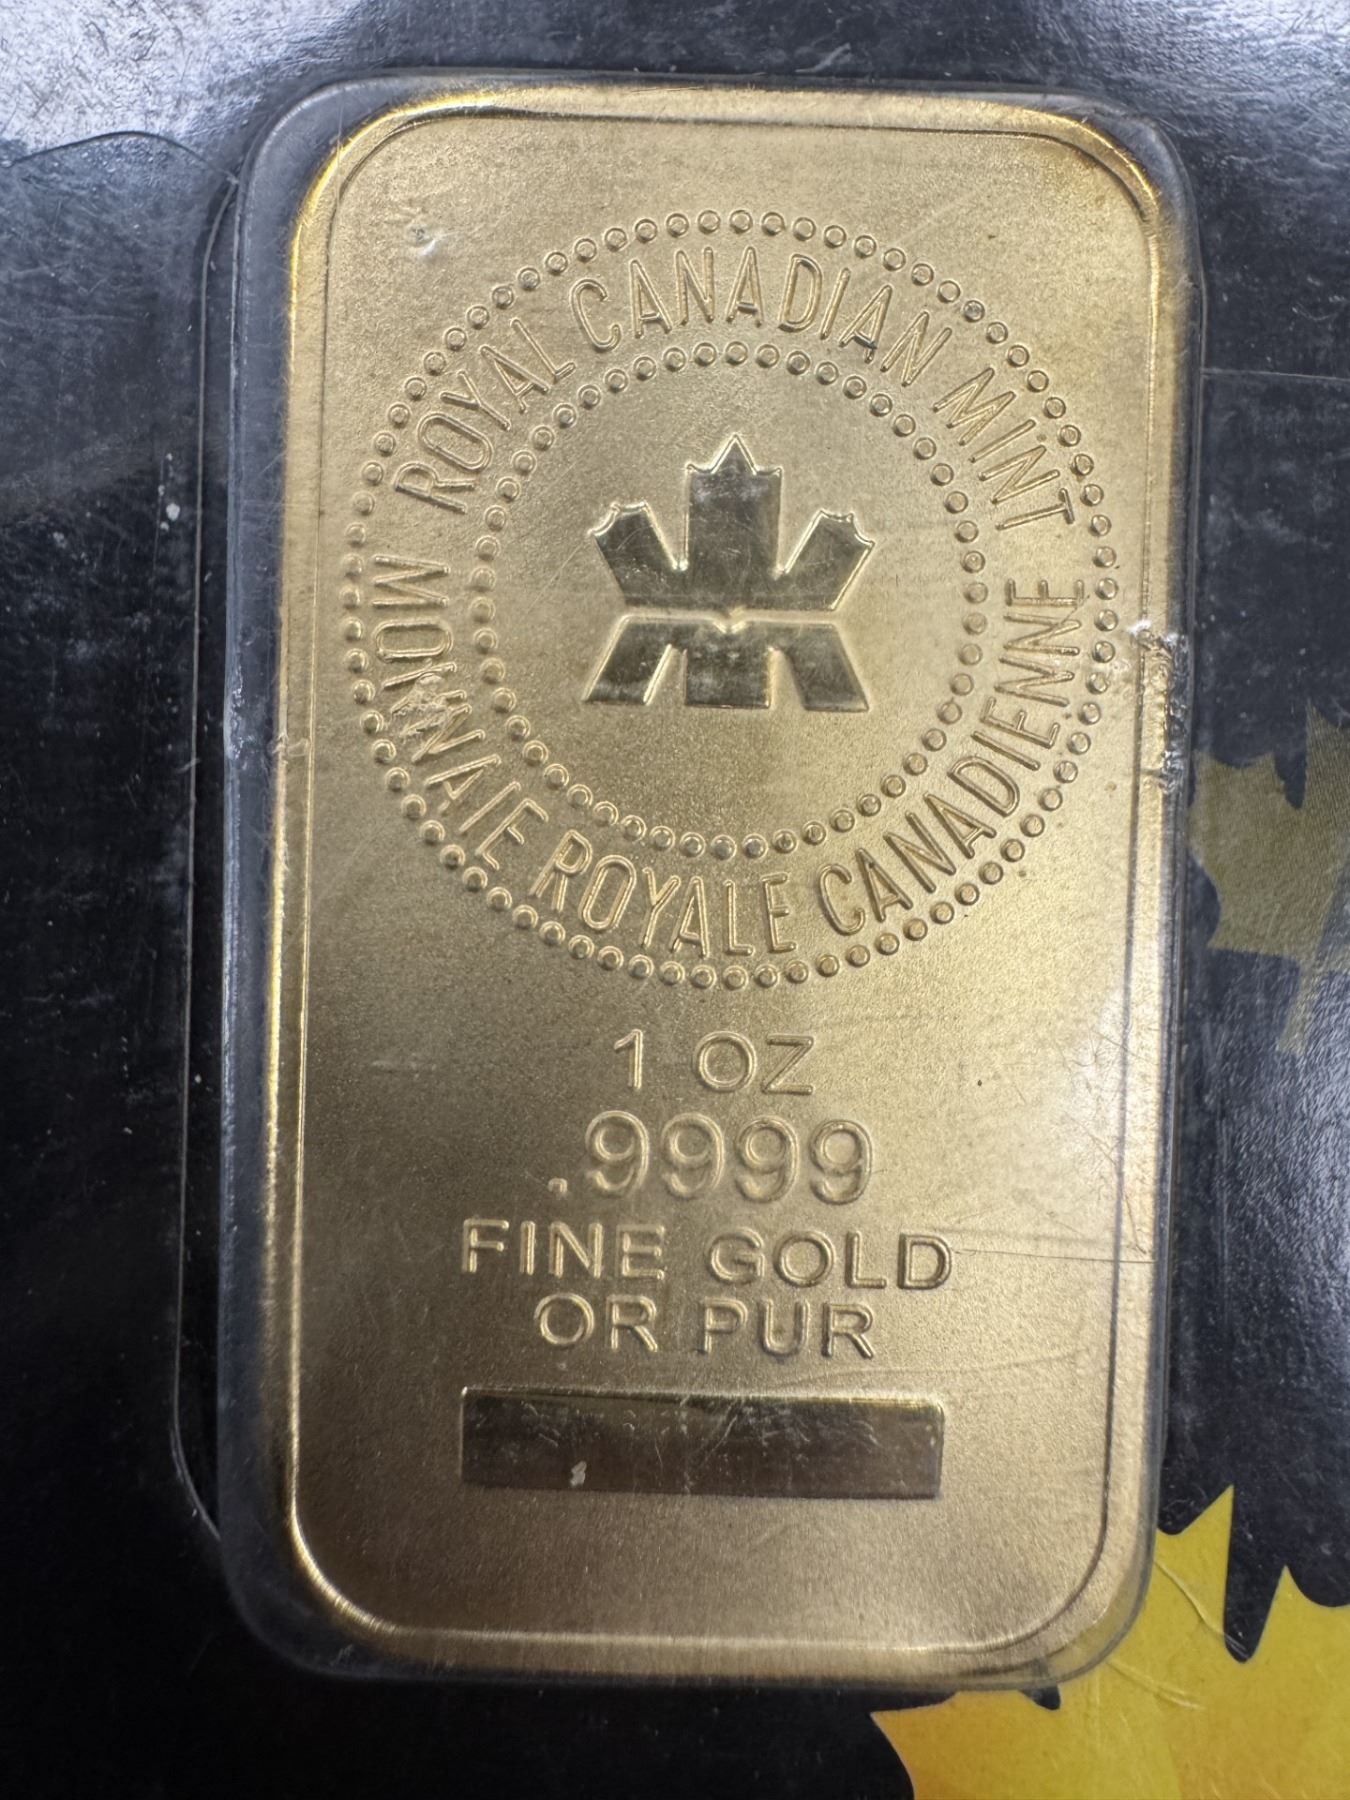 ROYAL CANADIAN MINT
MONNAIE ROYALE CANADIENNE
1 OZ
.9999
FINE GOLD
OR PUR